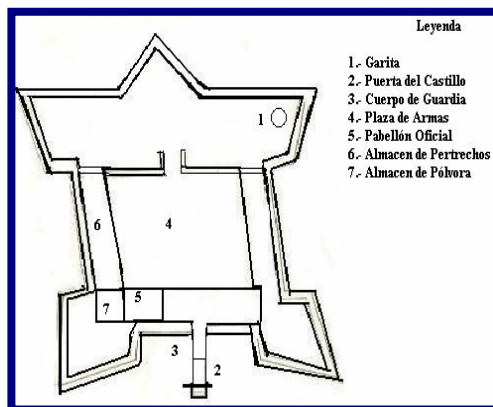 Leyenda
1.- Garita
2.- Puerta del Castillo
3.- Cuerpo de Guardia
4.- Plaza de Armas
5.- Pabellón Oficial
6.- Almacen de Pertrechos
7.- Almacen de Pólvora
1
6
4
7
5
3
2